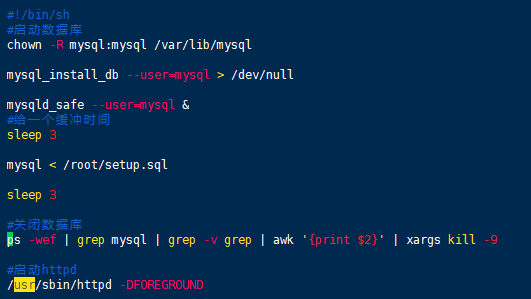 #!/bin/sh
#启动数据库
chown -R mysql:mysql /var/lib/mysql
mysql_install_db --user=mysql > /dev/null
mysqld_safe --user=mysql &
#给一个缓冲时间
sleep 3
mysql < /root/setup.sql
sleep 3
#关闭数据库
ps -wef | grep mysql | grep -v grep | awk '{print $2}' | xargs kill -9
#启动httpd
/usr/sbin/httpd -DFOREGROUND